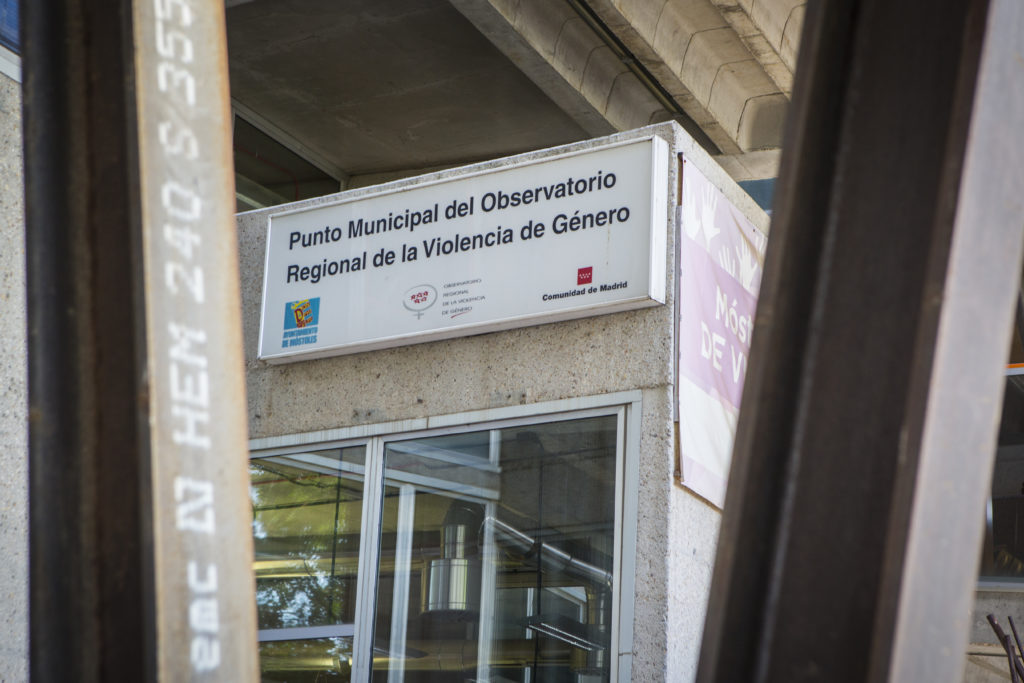 emc N HEM 240/S/355
Punto Municipal del Observatorio
Regional de la Violencia de Género
AYUNTAMIENTO
DE MÓSTOLES
OBSERVATORIO
REGIONAL
DE LA VIOLENCIA
DE GÉNERO
Comunidad de Madrid
DE